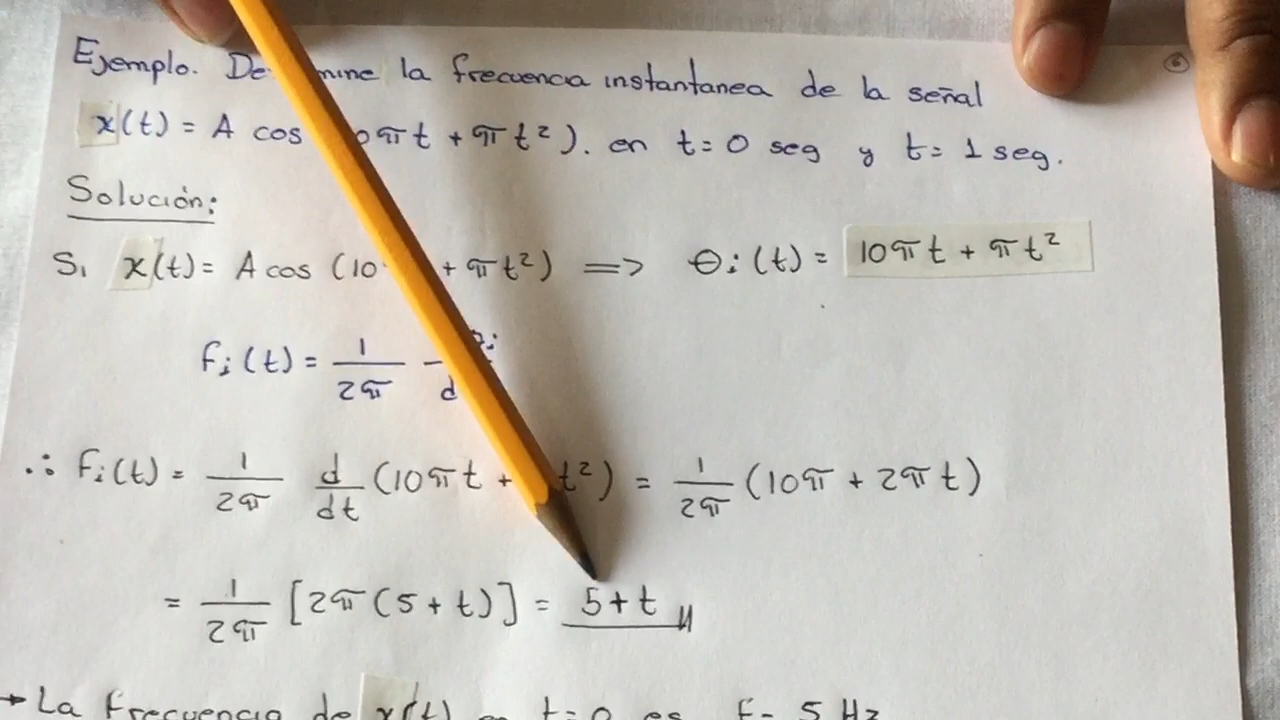 Ejemplo. la frecuencia instantanea de la señal
x(t) = A cos πt + πt²). en t=0 seg y t= 1 seg.
Solución:
Si x(t)= A cos (10 + πt²) => θi(t) = 10πt + πt²
fi(t) = 1/2π
∴ Fi(t) = 1/2π d/dt (10πt + t²) = 1/2π (10π + 2πt)
= 1/2π [2π(5+t)] = 5+t
→ La Frecuencia de x(t) en t=0 es f= 5 Hz
6